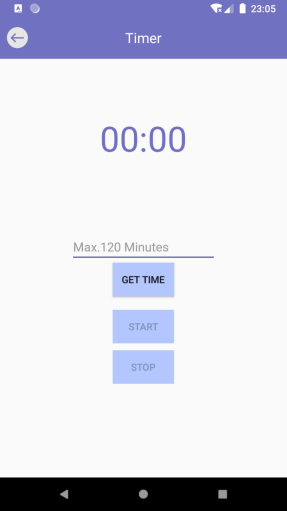 23:05
Timer
00:00
Max.120 Minutes
GET TIME
START
STOP